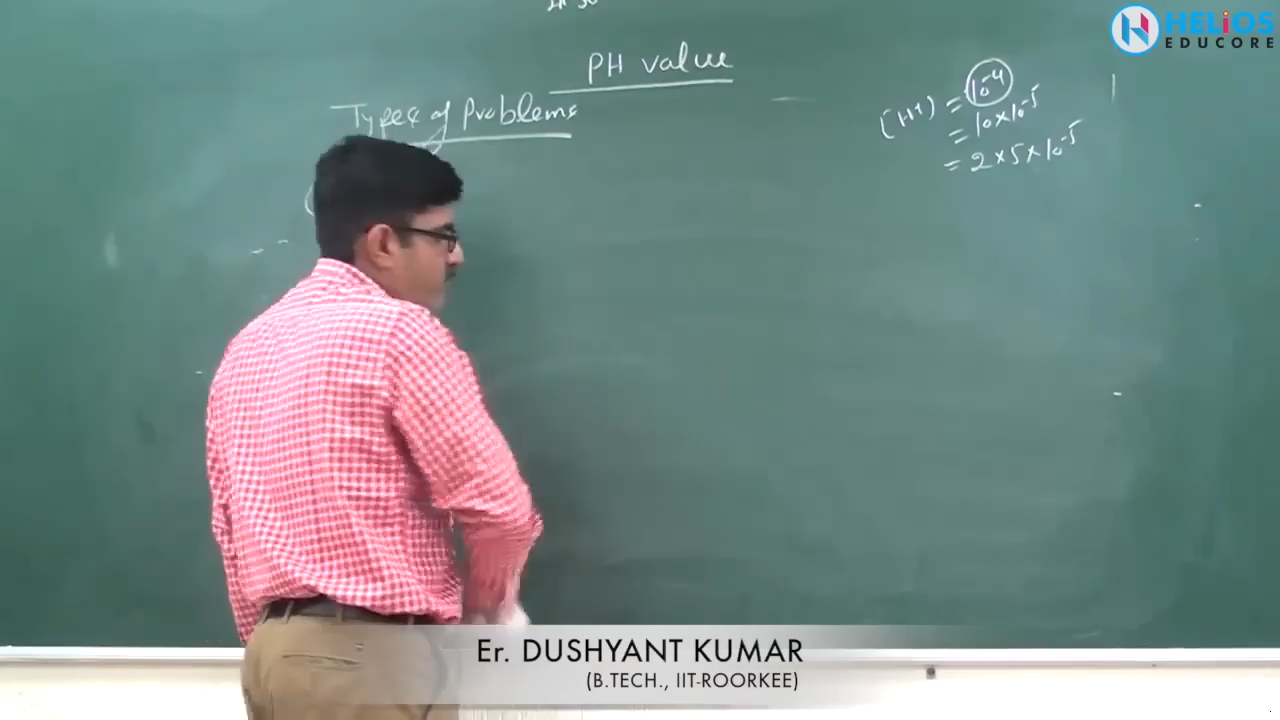 HELiOS
EDUCORE
PH value
Types of Problems
[H+] = 10-4
= 10×10-5
= 2×5×10-5
Er. DUSHYANT KUMAR
(B.TECH., IIT-ROORKEE)